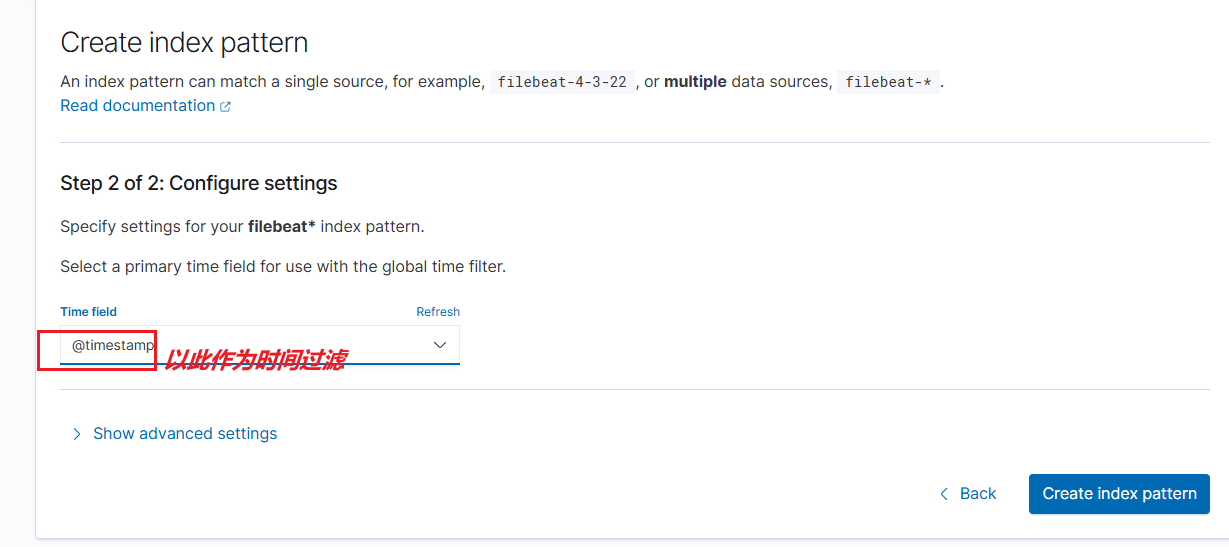 Create index pattern
An index pattern can match a single source, for example, filebeat-4-3-22 , or multiple data sources, filebeat-* .
Read documentation
Step 2 of 2: Configure settings
Specify settings for your filebeat* index pattern.
Select a primary time field for use with the global time filter.
Time field Refresh
@timestamp 以此作为时间过滤
Show advanced settings
Back Create index pattern